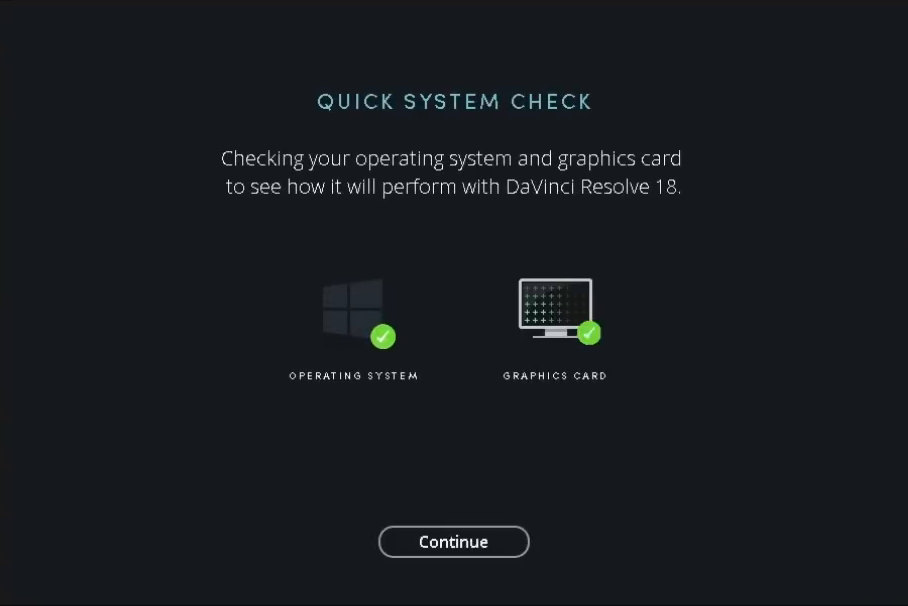 QUICK SYSTEM CHECK
Checking your operating system and graphics card
to see how it will perform with DaVinci Resolve 18.
OPERATING SYSTEM
GRAPHICS CARD
Continue